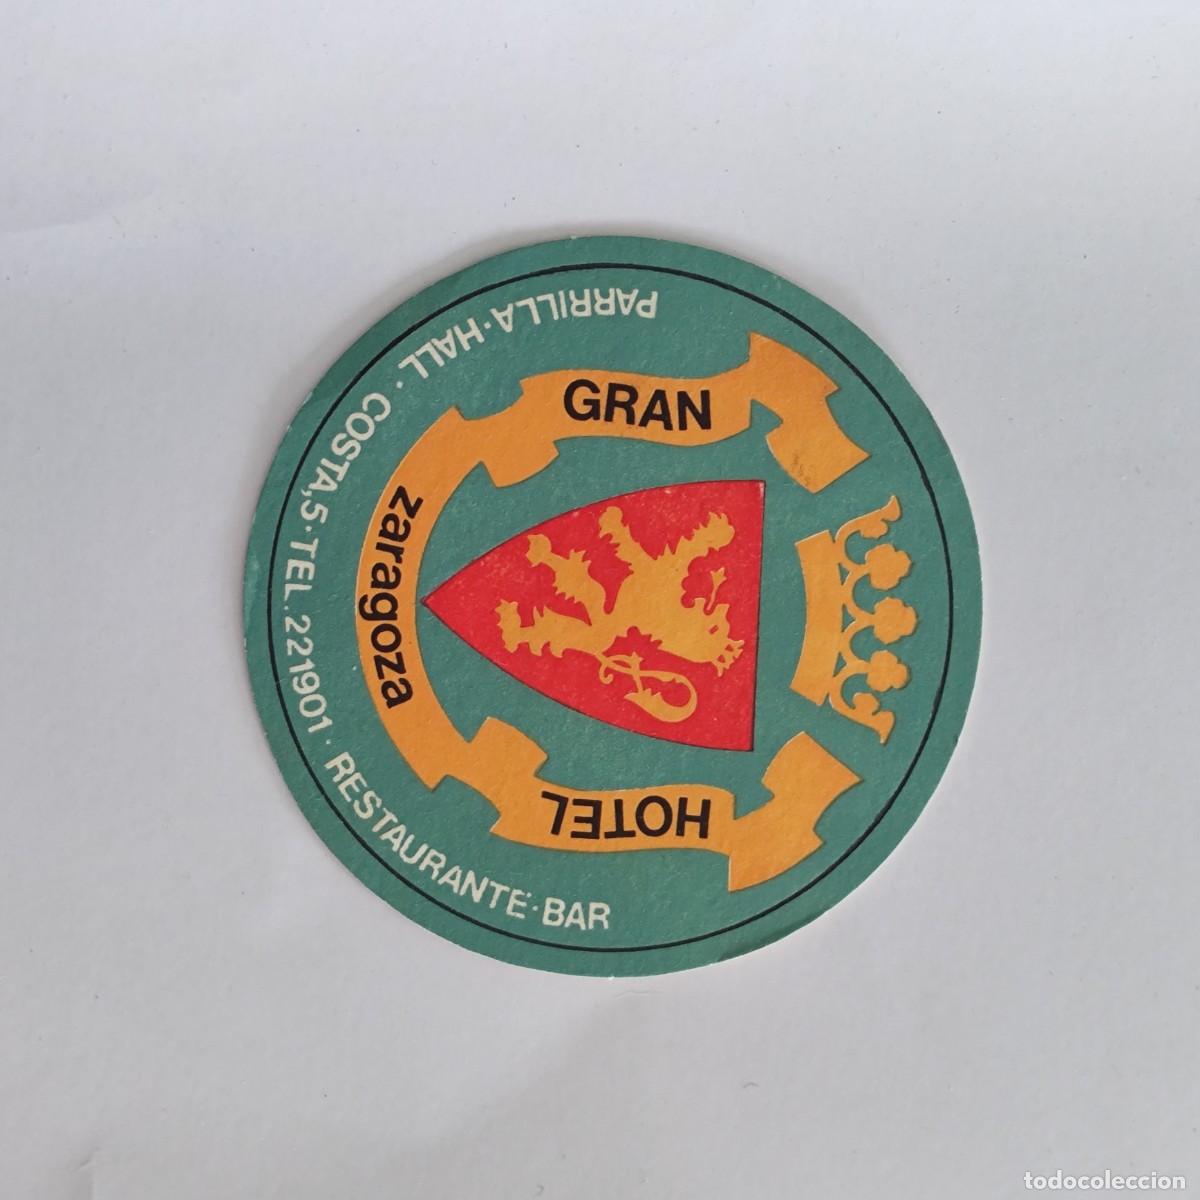 GRAN
HOTEL
zaragoza
PARRILLA·HALL · COSTA,5·TEL. 221901 · RESTAURANTE·BAR
todocoleccion